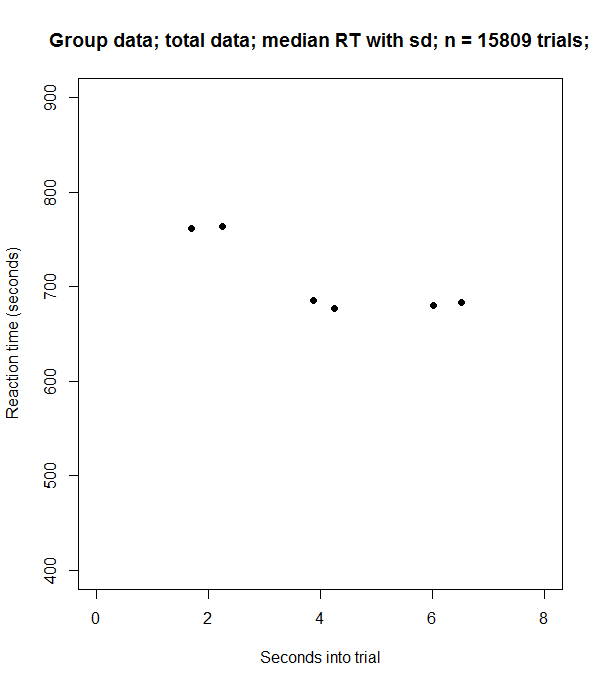 Group data; total data; median RT with sd; n = 15809 trials;
900
800
700
600
500
400
Reaction time (seconds)
0 2 4 6 8
Seconds into trial